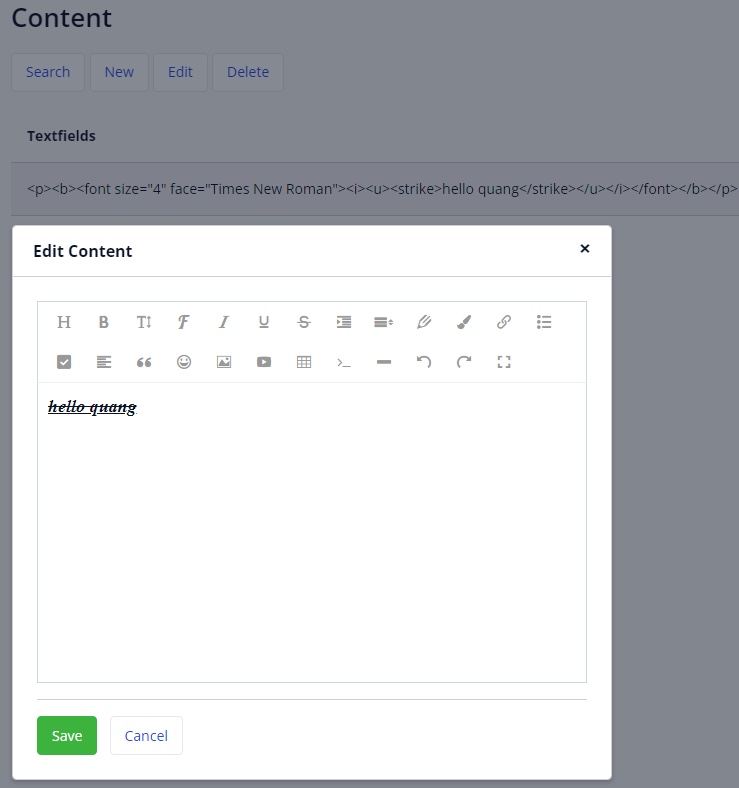 Content
Search New Edit Delete
Textfields
<p><b><font size="4" face="Times New Roman"><i><u><strike>hello quang</strike></u></i></font></b></p>
Edit Content ×
H B T F I U S
>_
hello quang
Save Cancel